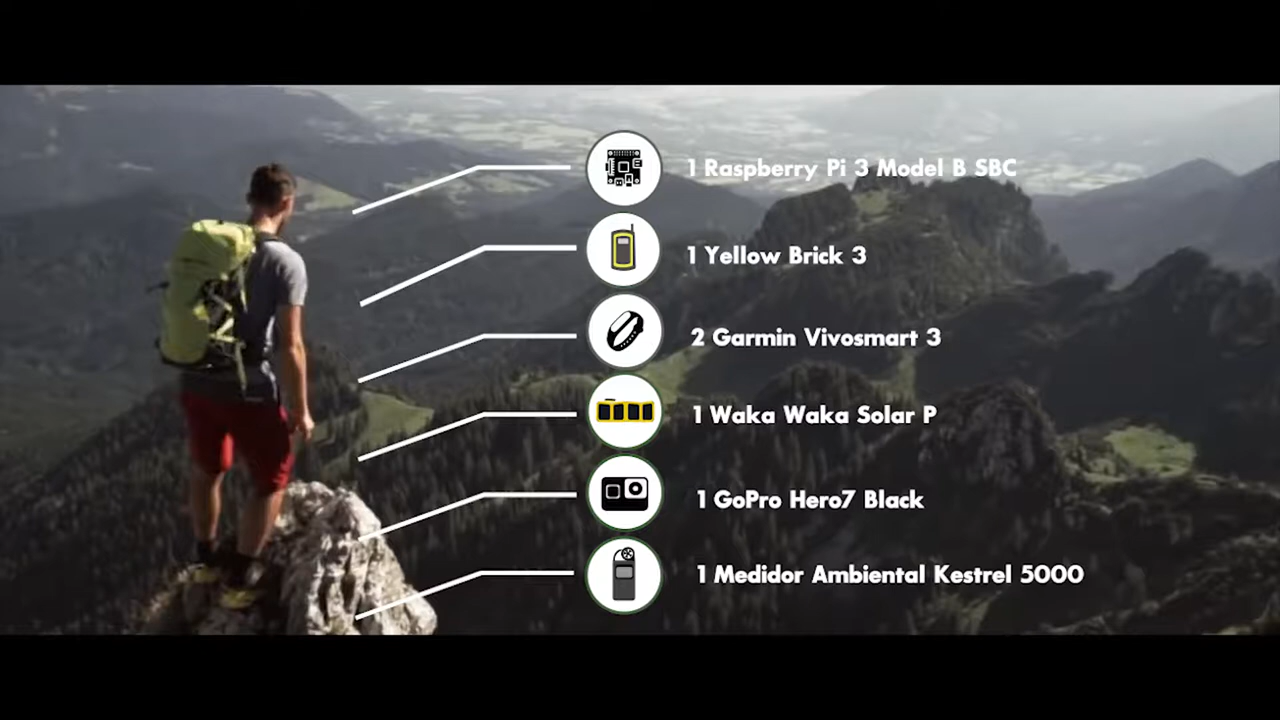 1 Raspberry Pi 3 Model B SBC
1 Yellow Brick 3
2 Garmin Vivosmart 3
1 Waka Waka Solar P
1 GoPro Hero7 Black
1 Medidor Ambiental Kestrel 5000